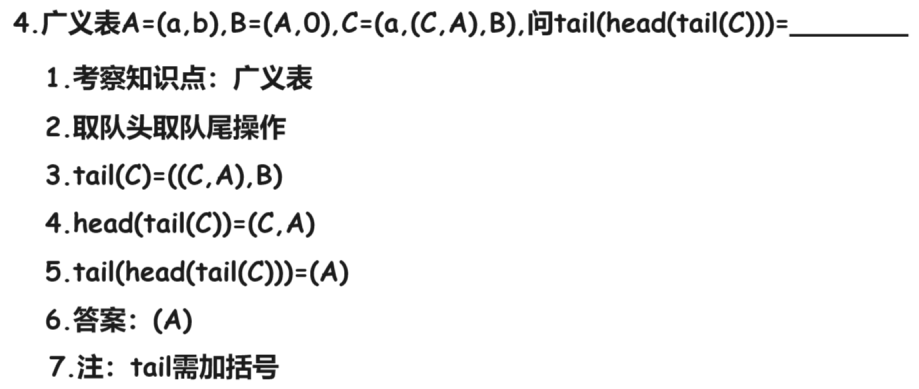 4.广义表A=(a,b),B=(A,0),C=(a,(C,A),B),问tail(head(tail(C)))=________
1.考察知识点：广义表
2.取队头取队尾操作
3.tail(C)=((C,A),B)
4.head(tail(C))=(C,A)
5.tail(head(tail(C)))=(A)
6.答案：(A)
7.注：tail需加括号